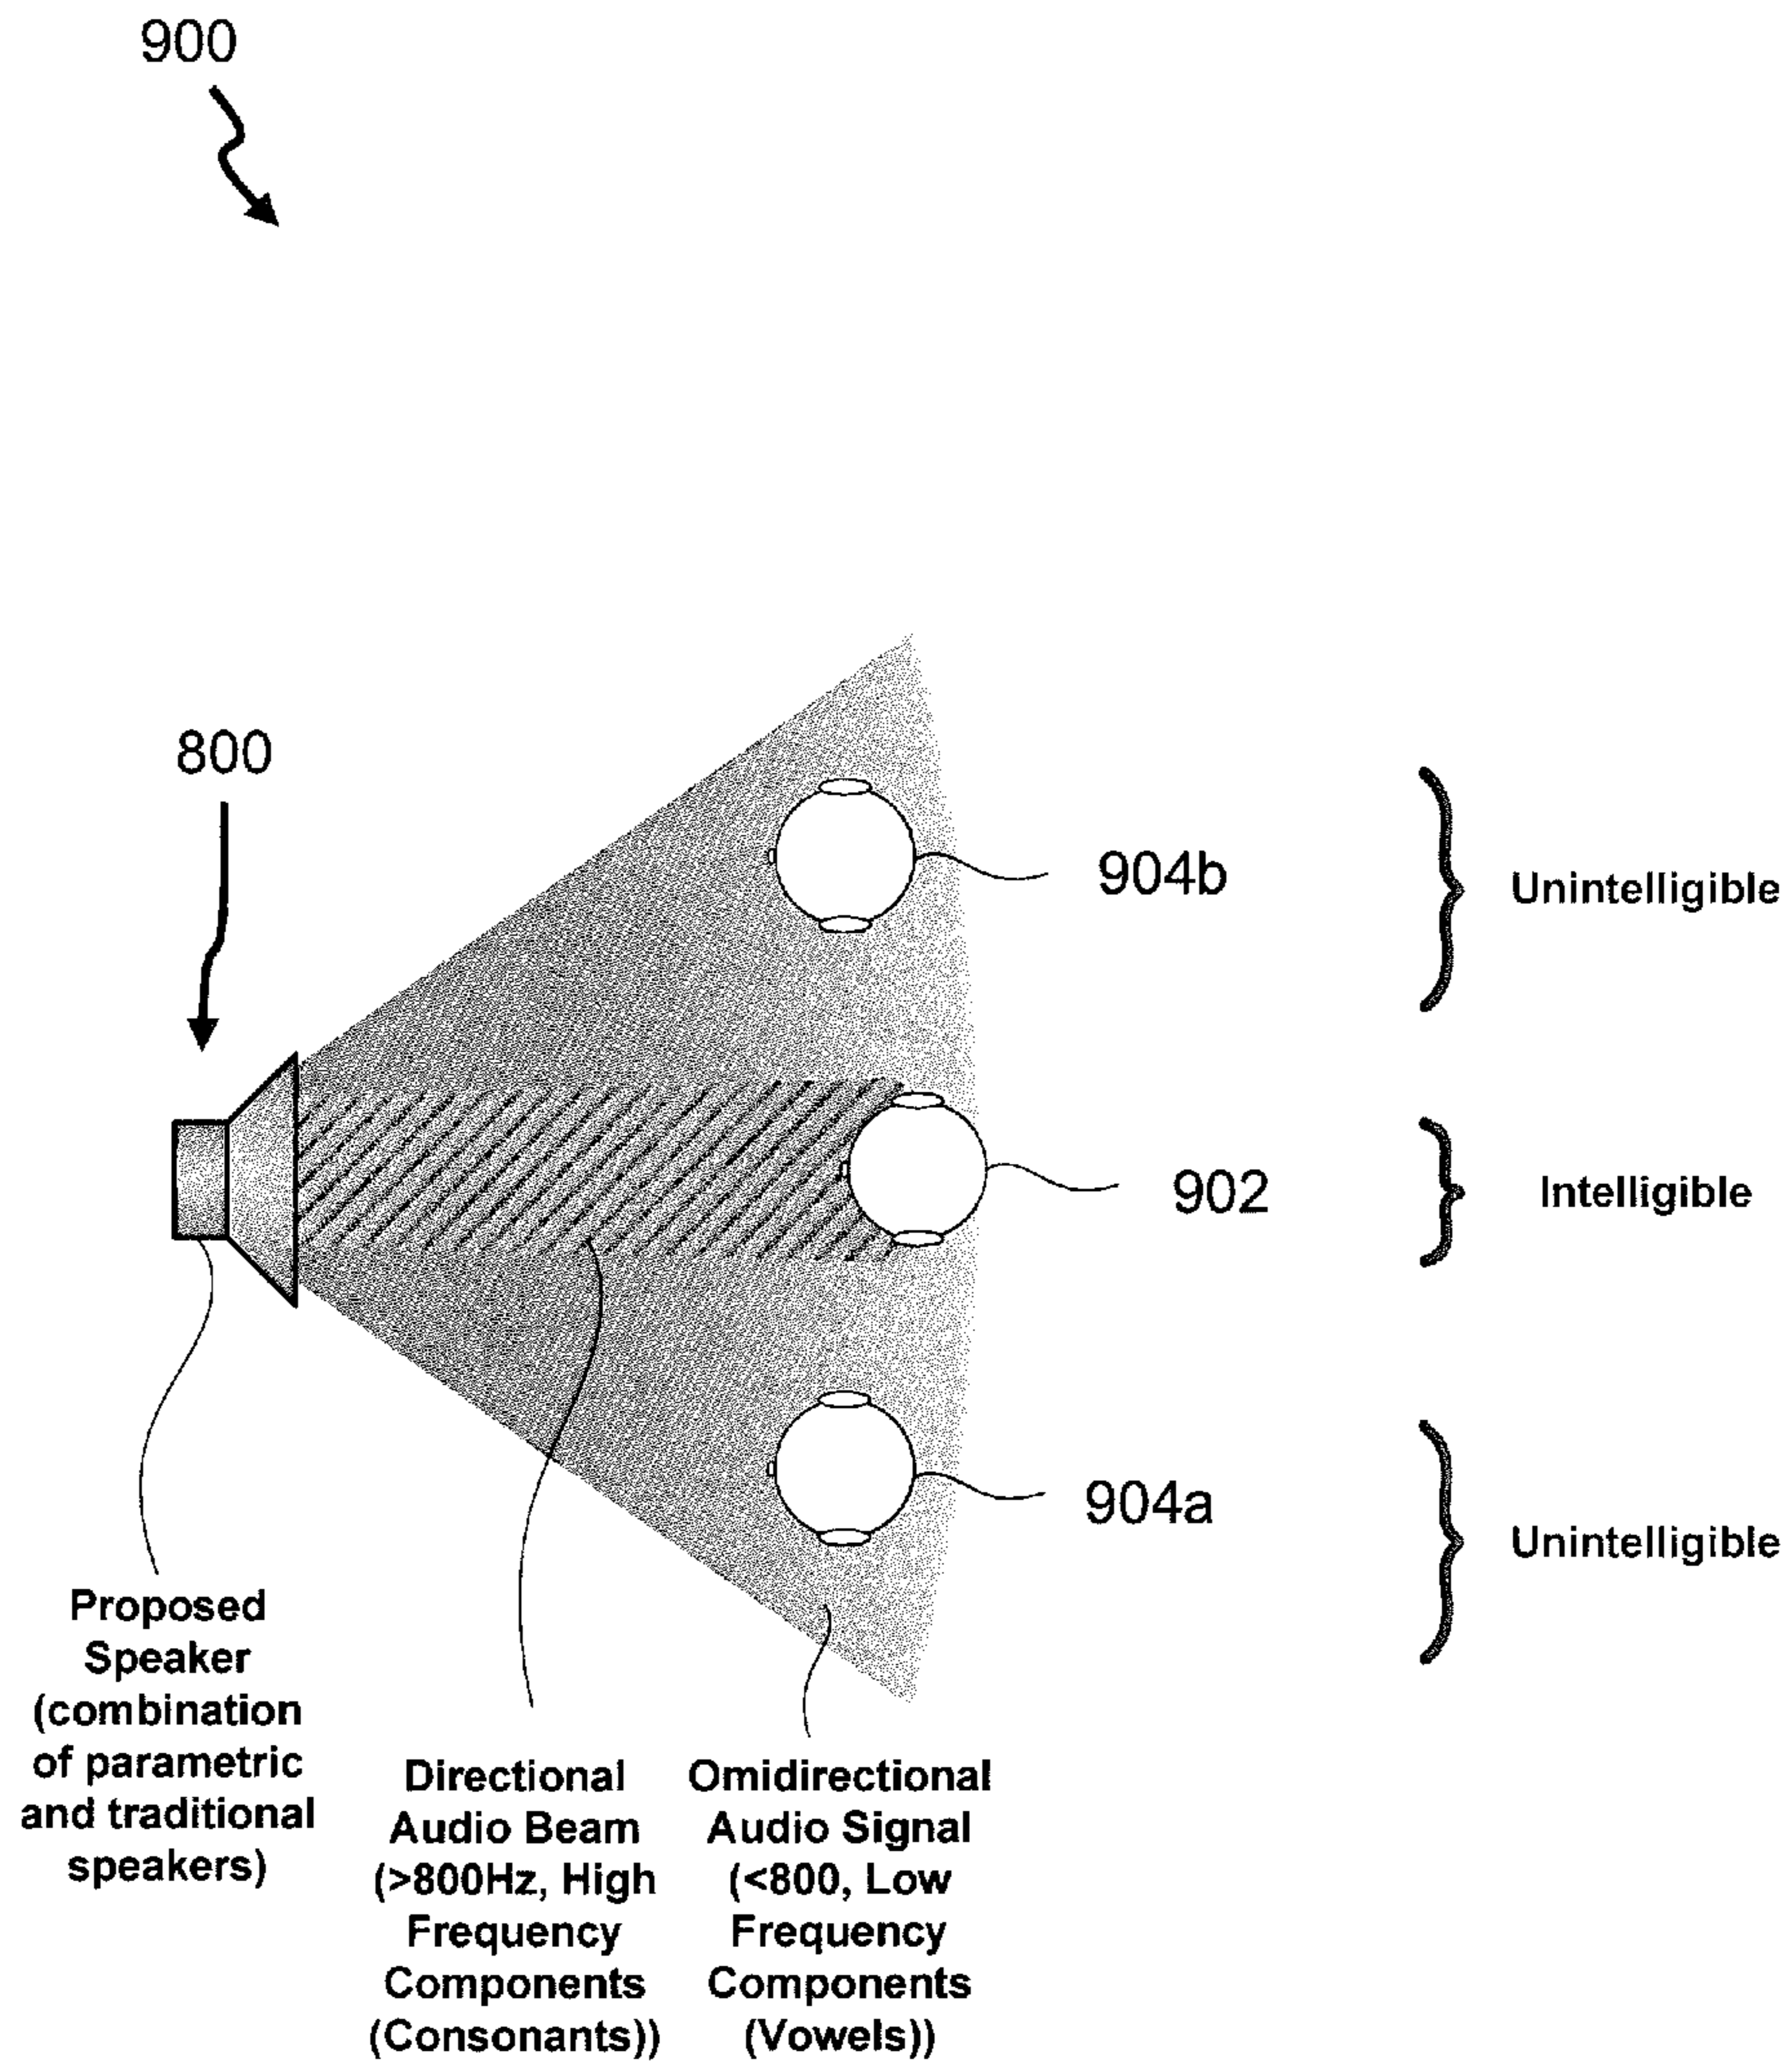 900
800
904b
Unintelligible
902
Intelligible
904a
Unintelligible
Proposed
Speaker
(combination
of parametric
and traditional
speakers)
Directional
Audio Beam
(>800Hz, High
Frequency
Components
(Consonants))
Omidirectional
Audio Signal
(<800, Low
Frequency
Components
(Vowels))